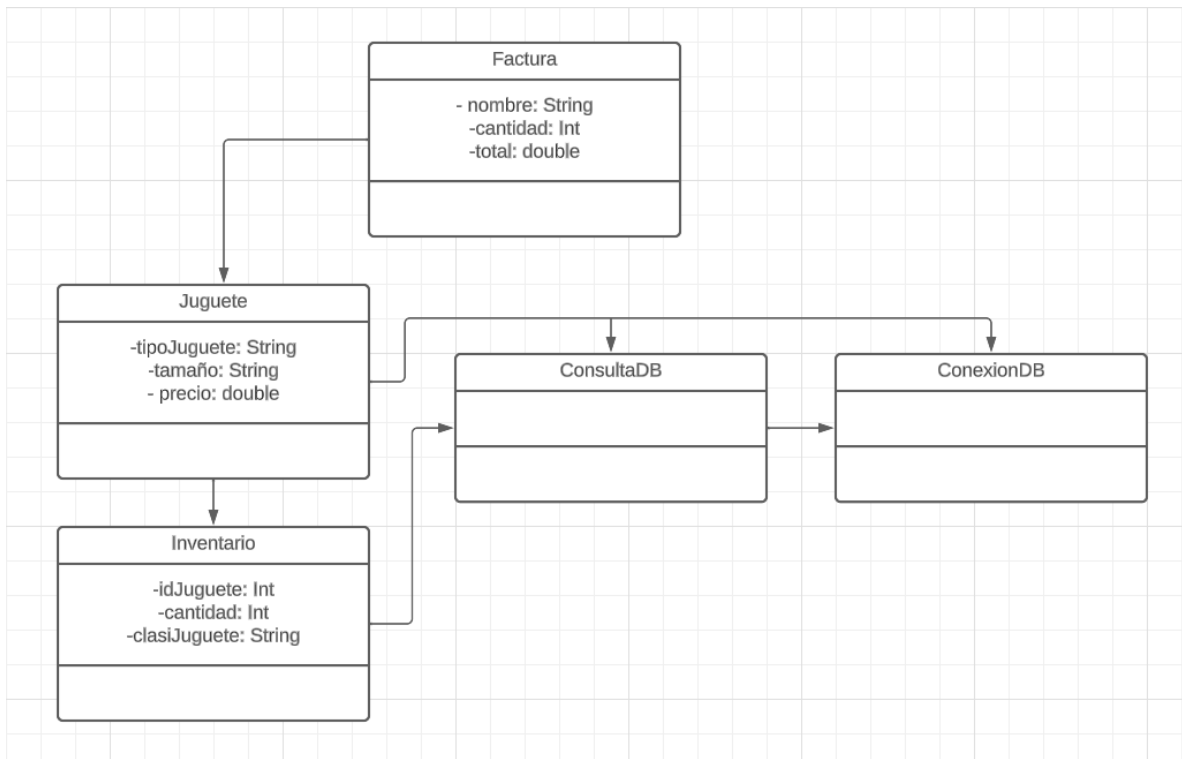 Factura
- nombre: String
-cantidad: Int
-total: double
Juguete
-tipoJuguete: String
-tamaño: String
- precio: double
ConsultaDB
ConexionDB
Inventario
-idJuguete: Int
-cantidad: Int
-clasiJuguete: String